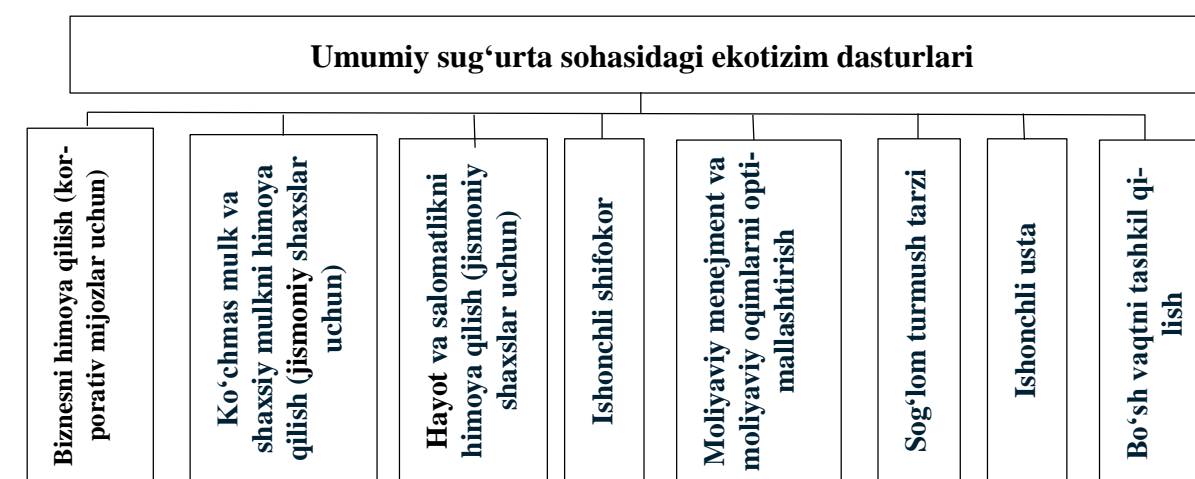 Umumiy sug‘urta sohasidagi ekotizim dasturlari
Biznesni himoya qilish (kor-
porativ mijozlar uchun)
Ko‘chmas mulk va
shaxsiy mulkni himoya
qilish (jismoniy shaxslar
uchun)
Hayot va salomatlikni
himoya qilish (jismoniy
shaxslar uchun)
Ishonchli shifokor
Moliyaviy menejment va
moliyaviy oqimlarni opti-
mallashtirish
Sog‘lom turmush tarzi
Ishonchli usta
Bo‘sh vaqtni tashkil qi-
lish